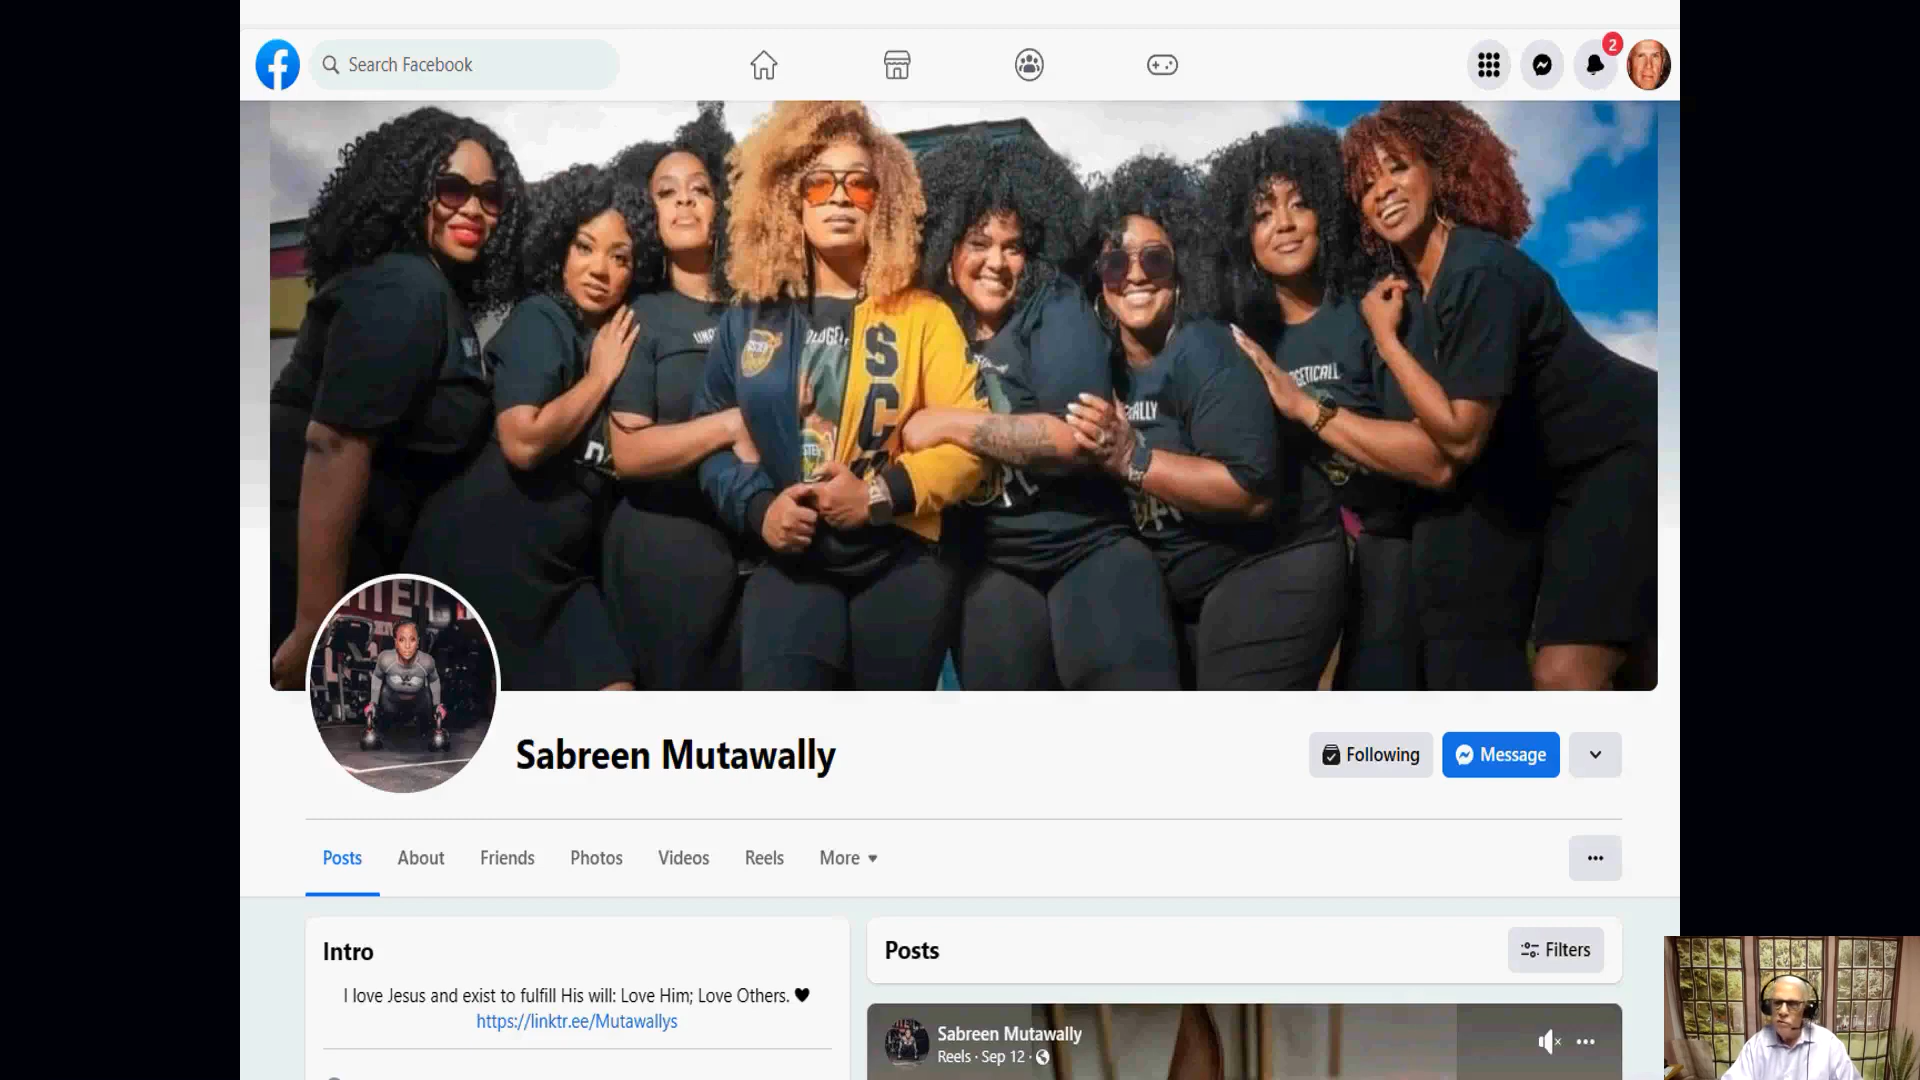 Search Facebook
2
S
C
GETICALL
ALLY
Sabreen Mutawally
Following
Message
Posts
About
Friends
Photos
Videos
Reels
More
Intro
I love Jesus and exist to fulfill His will: Love Him; Love Others. 🖤
https://linktr.ee/Mutawallys
Posts
Filters
Sabreen Mutawally
Reels · Sep 12 ·